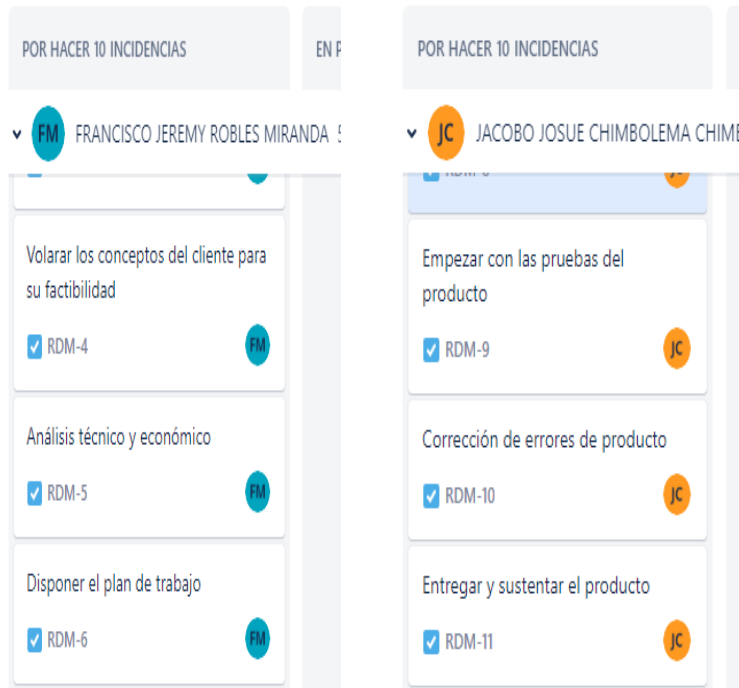 POR HACER 10 INCIDENCIAS
EN
FM FRANCISCO JEREMY ROBLES MIRANDA
Volarar los conceptos del cliente para
su factibilidad
RDM-4 FM
Análisis técnico y económico
RDM-5 FM
Disponer el plan de trabajo
RDM-6 FM
POR HACER 10 INCIDENCIAS
JC JACOBO JOSUE CHIMBOLEMA
Empezar con las pruebas del
producto
RDM-9 JC
Corrección de errores de producto
RDM-10 JC
Entregar y sustentar el producto
RDM-11 JC